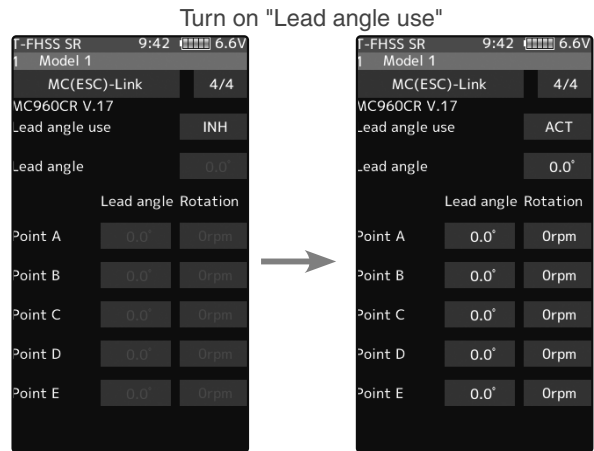 Turn on "Lead angle use"
T-FHSS SR 9:42 6.6V
1 Model 1
MC(ESC)-Link 4/4
MC960CR V.17
Lead angle use INH
Lead angle 0.0°
Lead angle Rotation
Point A 0.0° 0rpm
Point B 0.0° 0rpm
Point C 0.0° 0rpm
Point D 0.0° 0rpm
Point E 0.0° 0rpm
T-FHSS SR 9:42 6.6V
1 Model 1
MC(ESC)-Link 4/4
MC960CR V.17
Lead angle use ACT
Lead angle 0.0°
Lead angle Rotation
Point A 0.0° 0rpm
Point B 0.0° 0rpm
Point C 0.0° 0rpm
Point D 0.0° 0rpm
Point E 0.0° 0rpm